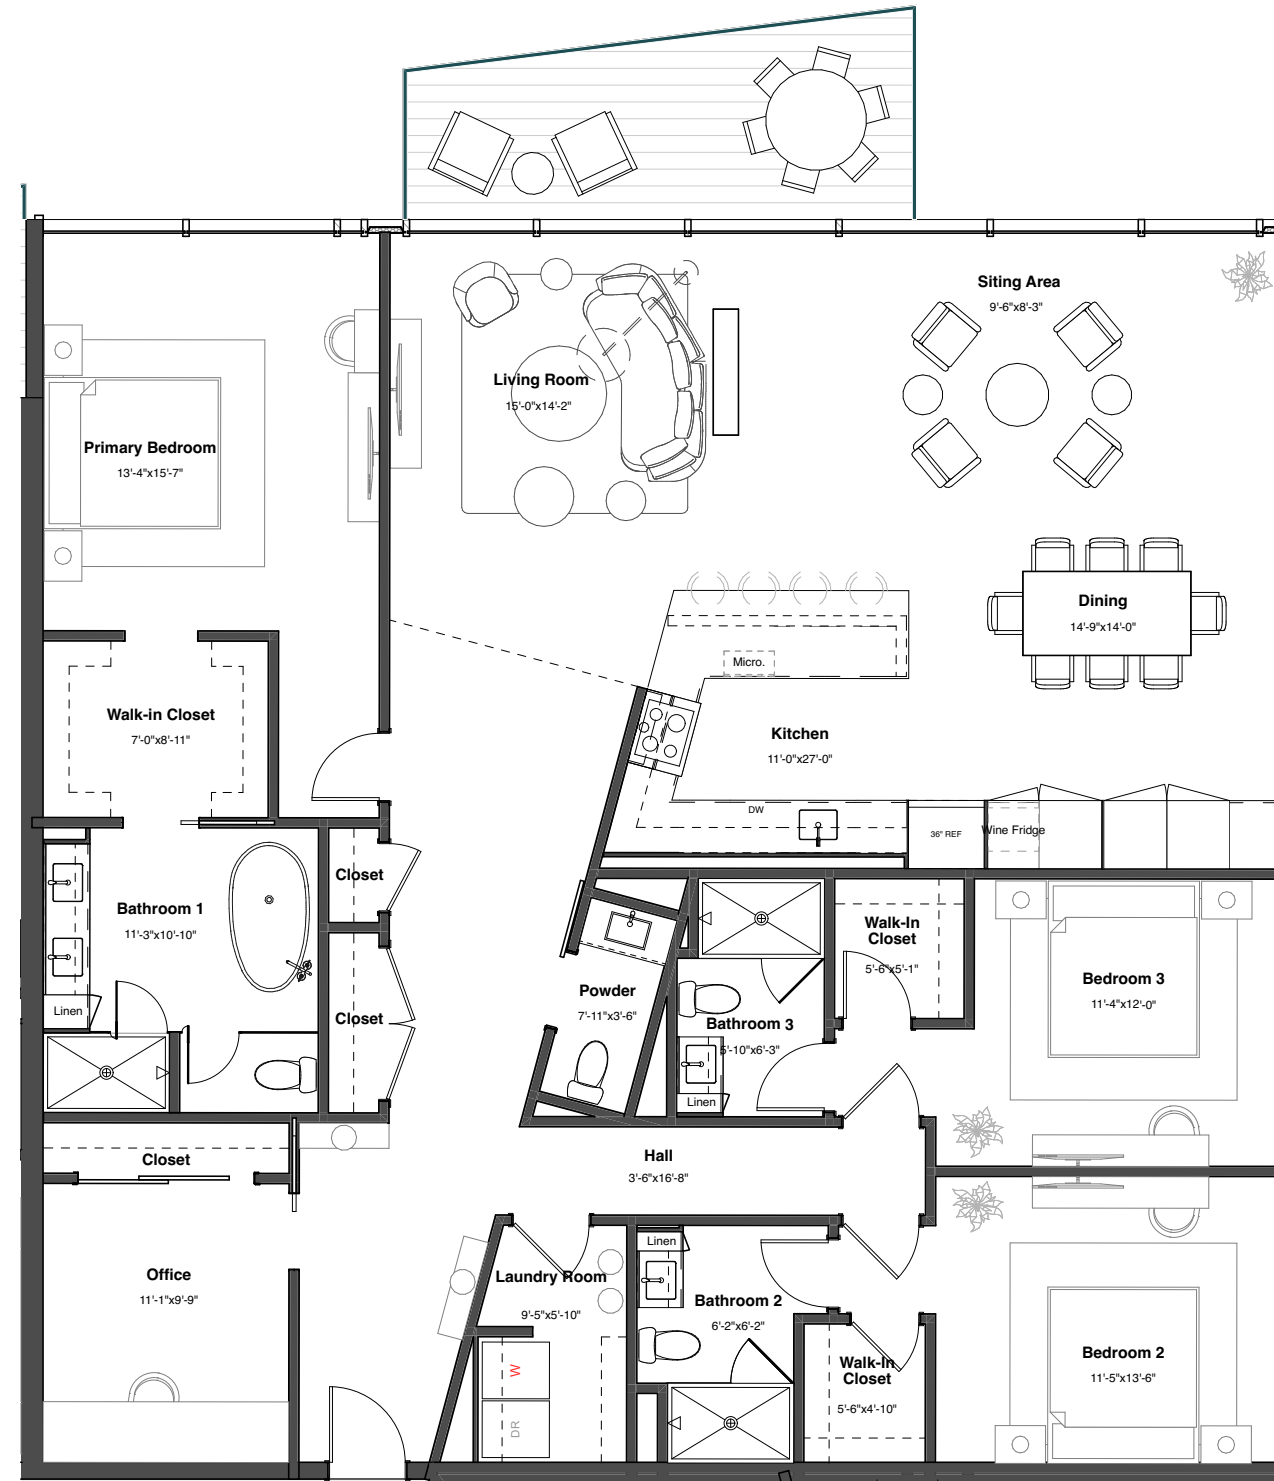 Siting Area
9'-6"x8'-3"
Living Room
15'-0"x14'-2"
Primary Bedroom
13'-4"x15'-7"
Dining
14'-9"x14'-0"
Micro.
Walk-in Closet
7'-0"x8'-11"
Kitchen
11'-0"x27'-0"
DW
36" REF
Wine Fridge
Closet
Bathroom 1
11'-3"x10'-10"
Walk-In
Closet
5'-6"x5'-1"
Bedroom 3
11'-4"x12'-0"
Powder
7'-11"x3'-6"
Linen
Closet
Bathroom 3
5'-10"x6'-3"
Linen
Closet
Hall
3'-6"x16'-8"
Linen
Office
11'-1"x9'-9"
Laundry Room
9'-5"x5'-10"
Bathroom 2
6'-2"x6'-2"
Bedroom 2
11'-5"x13'-6"
Walk-In
Closet
5'-6"x4'-10"
W
DR